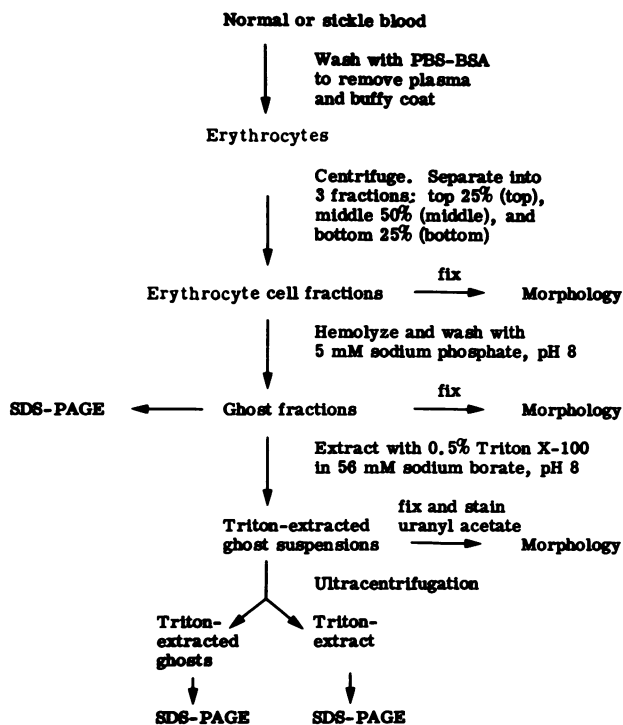 Normal or sickle blood
Wash with PBS-BSA
to remove plasma
and buffy coat
Erythrocytes
Centrifuge. Separate into
3 fractions: top 25% (top),
middle 50% (middle), and
bottom 25% (bottom)
Erythrocyte cell fractions
fix
Morphology
Hemolyze and wash with
5 mM sodium phosphate, pH 8
SDS-PAGE
Ghost fractions
fix
Morphology
Extract with 0.5% Triton X-100
in 56 mM sodium borate, pH 8
Triton-extracted
ghost suspensions
fix and stain
uranyl acetate
Morphology
Ultracentrifugation
Triton-
extracted
ghosts
Triton-
extract
SDS-PAGE
SDS-PAGE